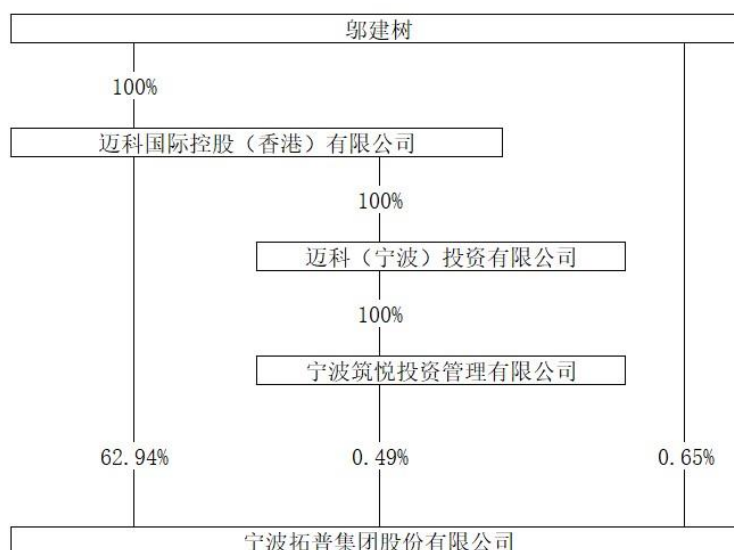 邬建树
100%
迈科国际控股（香港）有限公司
100%
迈科（宁波）投资有限公司
100%
宁波筑悦投资管理有限公司
62.94%
0.49%
0.65%
宁波拓普集团股份有限公司